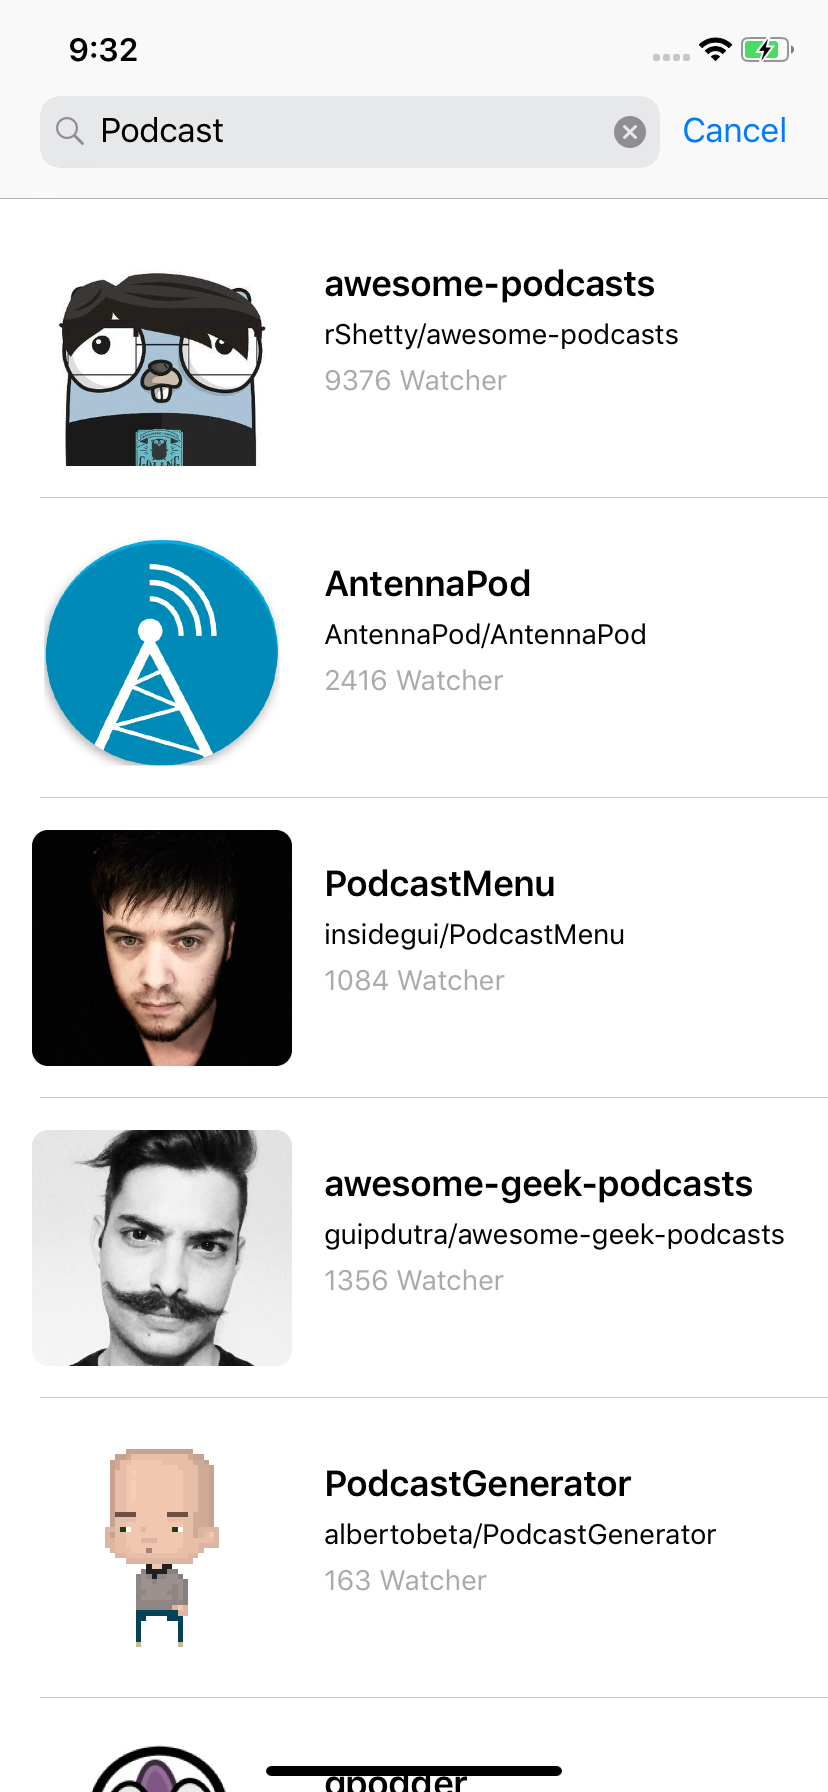 9:32
Podcast
Cancel
awesome-podcasts
rShetty/awesome-podcasts
9376 Watcher
AntennaPod
AntennaPod/AntennaPod
2416 Watcher
PodcastMenu
insidegui/PodcastMenu
1084 Watcher
awesome-geek-podcasts
guipdutra/awesome-geek-podcasts
1356 Watcher
PodcastGenerator
albertobeta/PodcastGenerator
163 Watcher
gpodder